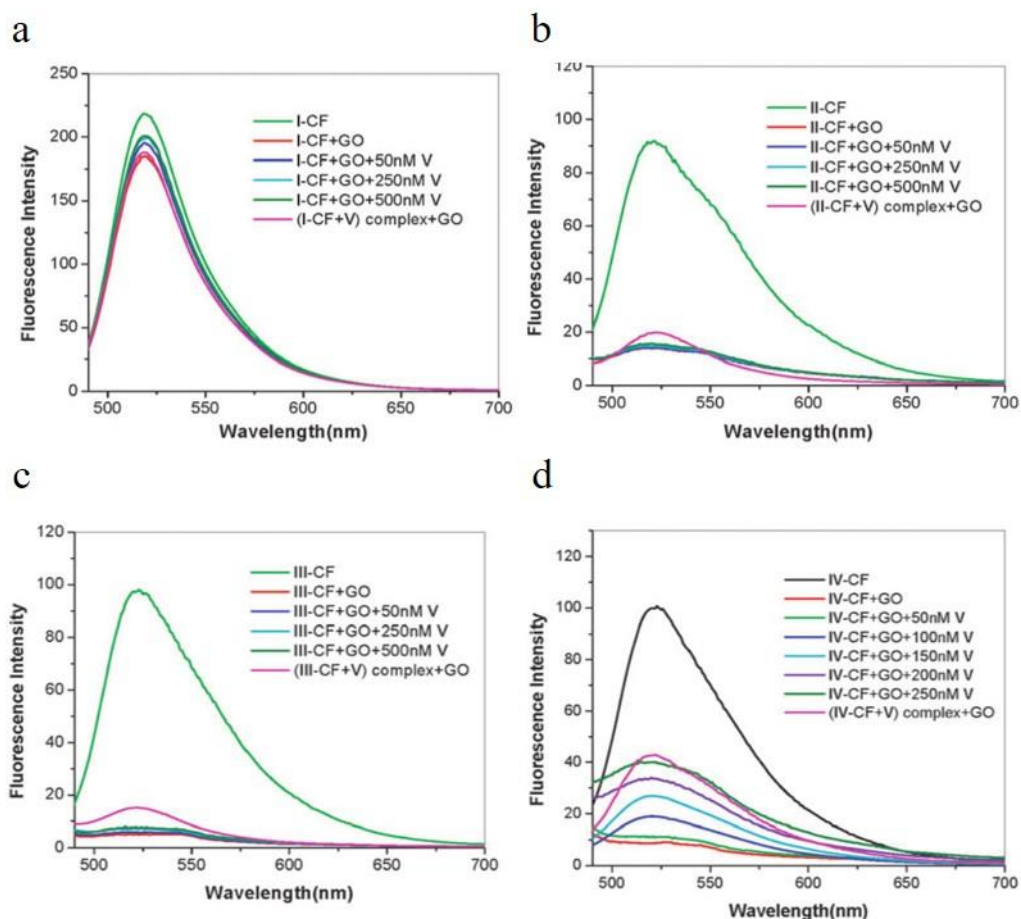 a
250
200
150
100
50
0
Fluorescence Intensity
500 550 600 650 700
Wavelength(nm)
I-CF
I-CF+GO
I-CF+GO+50nM V
I-CF+GO+250nM V
I-CF+GO+500nM V
(I-CF+V) complex+GO
b
120
100
80
60
40
20
0
Fluorescence Intensity
500 550 600 650 700
Wavelength(nm)
II-CF
II-CF+GO
II-CF+GO+50nM V
II-CF+GO+250nM V
II-CF+GO+500nM V
(II-CF+V) complex+GO
c
120
100
80
60
40
20
0
Fluorescence Intensity
500 550 600 650 700
Wavelength(nm)
III-CF
III-CF+GO
III-CF+GO+50nM V
III-CF+GO+250nM V
III-CF+GO+500nM V
(III-CF+V) complex+GO
d
120
100
80
60
40
20
0
Fluorescence Intensity
500 550 600 650 700
Wavelength(nm)
IV-CF
IV-CF+GO
IV-CF+GO+50nM V
IV-CF+GO+100nM V
IV-CF+GO+150nM V
IV-CF+GO+200nM V
IV-CF+GO+250nM V
(IV-CF+V) complex+GO